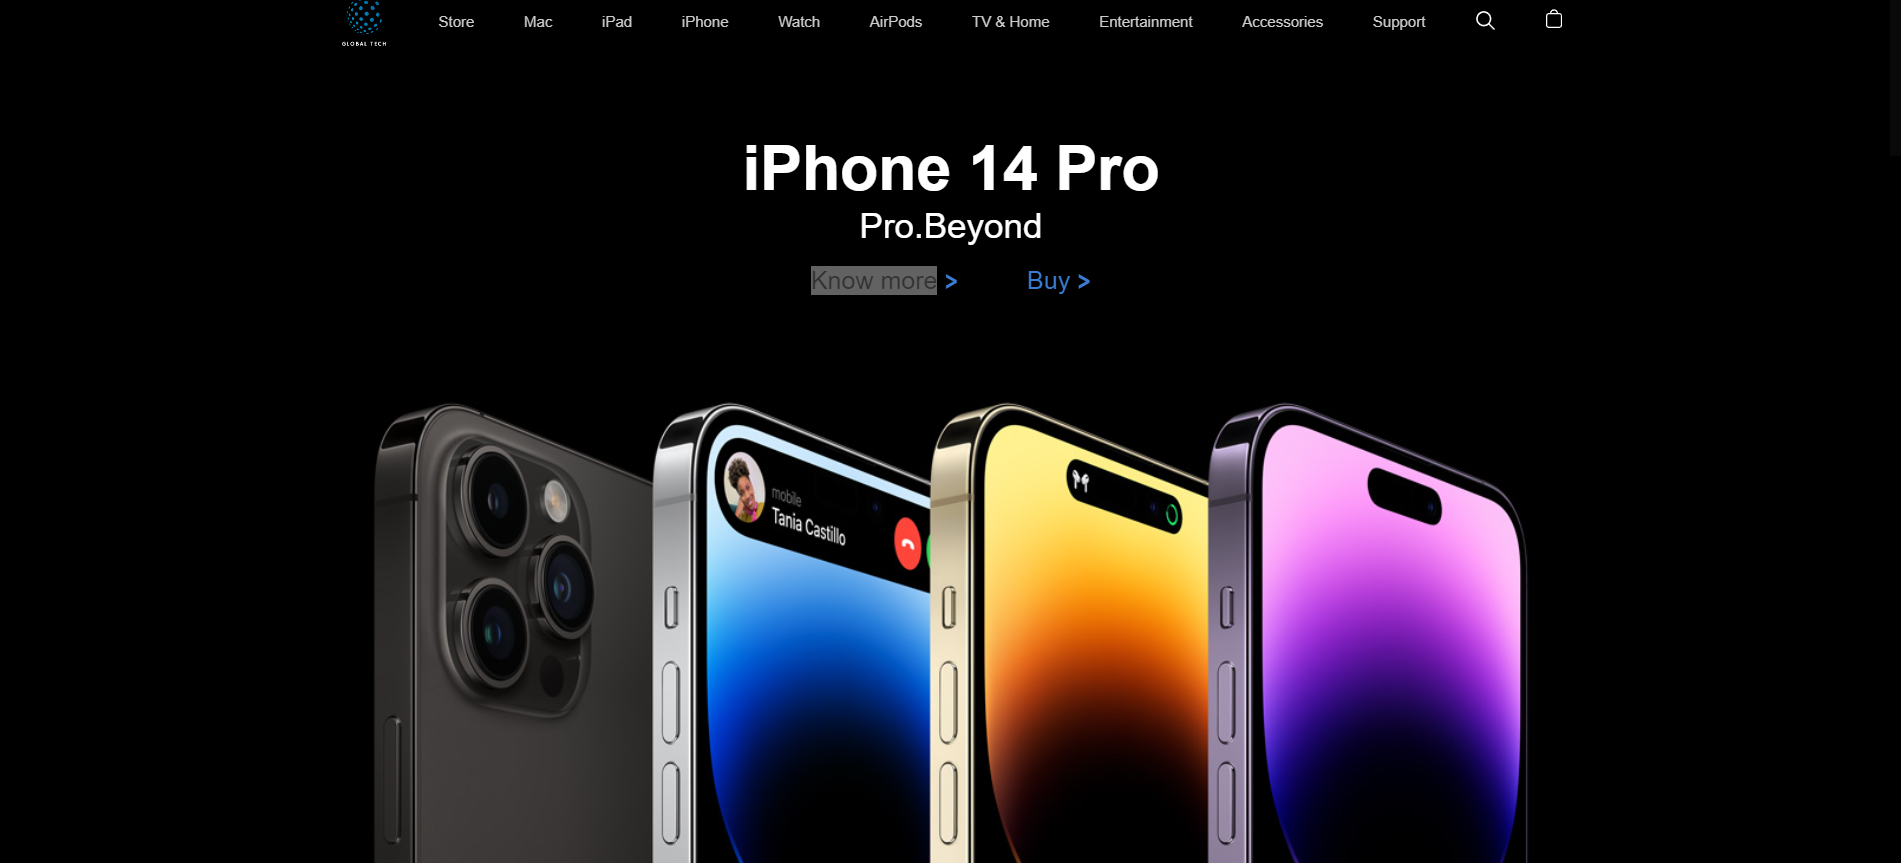 GLOBAL TECH
Store Mac iPad iPhone Watch AirPods TV & Home Entertainment Accessories Support
iPhone 14 Pro
Pro.Beyond
Know more > Buy >
mobile
Tania Castillo